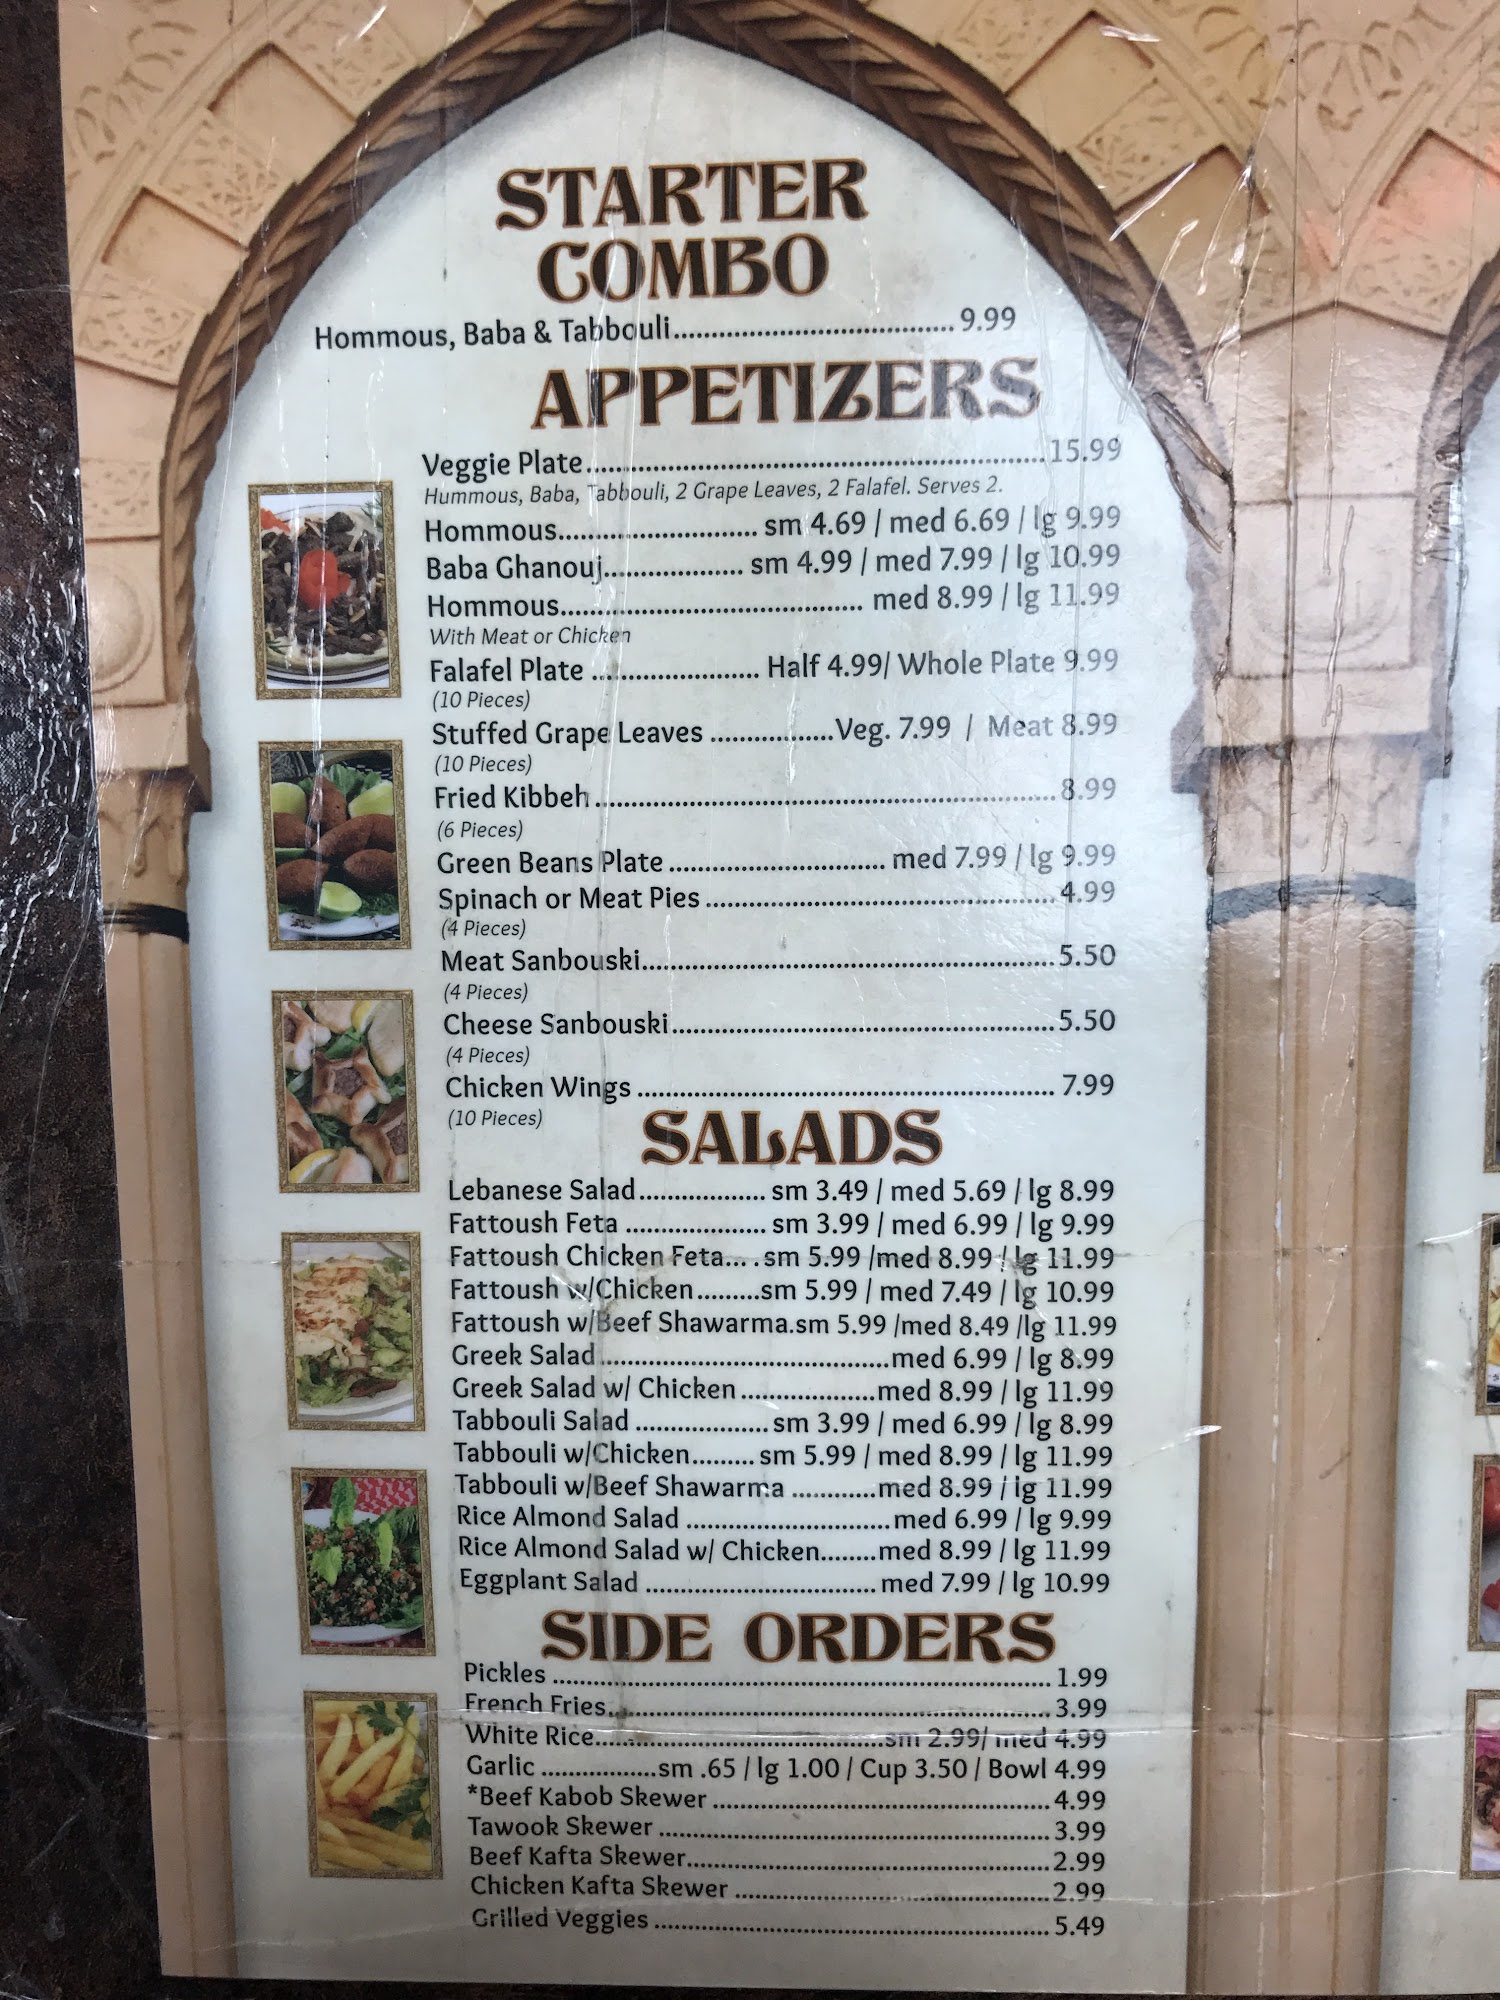 STARTER
COMBO
Hommous, Baba & Tabbouli.................................. 9.99
APPETIZERS
Veggie Plate........................................................15.99
Hummous, Baba, Tabbouli, 2 Grape Leaves, 2 Falafel. Serves 2.
Hommous......................... sm 4.69 / med 6.69 / lg 9.99
Baba Ghanouj.................... sm 4.99 / med 7.99 / lg 10.99
Hommous...................................... med 8.99 / lg 11.99
With Meat or Chicken
Falafel Plate ....................... Half 4.99/ Whole Plate 9.99
(10 Pieces)
Stuffed Grape Leaves .................Veg. 7.99 / Meat 8.99
(10 Pieces)
Fried Kibbeh........................................................8.99
(6 Pieces)
Green Beans Plate ............................... med 7.99 / lg 9.99
Spinach or Meat Pies ..................................................4.99
(4 Pieces)
Meat Sanbouski..........................................................5.50
(4 Pieces)
Cheese Sanbouski.......................................................5.50
(4 Pieces)
Chicken Wings ........................................................... 7.99
(10 Pieces)
SALADS
Lebanese Salad.................. sm 3.49 / med 5.69 / lg 8.99
Fattoush Feta .................... sm 3.99 / med 6.99 / lg 9.99
Fattoush Chicken Feta... . sm 5.99 /med 8.99 / lg 11.99
Fattoush w/Chicken.........sm 5.99 / med 7.49 / lg 10.99
Fattoush w/Beef Shawarma.sm 5.99 /med 8.49 /lg 11.99
Greek Salad.........................................med 6.99 / lg 8.99
Greek Salad w/ Chicken...................med 8.99 / lg 11.99
Tabbouli Salad ................... sm 3.99 / med 6.99 / lg 8.99
Tabbouli w/Chicken......... sm 5.99 / med 8.99 / lg 11.99
Tabbouli w/Beef Shawarma ............med 8.99 / lg 11.99
Rice Almond Salad .............................med 6.99 / lg 9.99
Rice Almond Salad w/ Chicken........med 8.99 / lg 11.99
Eggplant Salad ................................. med 7.99 / lg 10.99
SIDE ORDERS
Pickles ....................................................................... 1.99
French Fries............................................................... 3.99
White Rice.........................................sm 2.99/ med 4.99
Garlic .................sm .65 / lg 1.00 / Cup 3.50 / Bowl 4.99
*Beef Kabob Skewer ................................................ 4.99
Tawook Skewer ........................................................ 3.99
Beef Kafta Skewer.................................................... 2.99
Chicken Kafta Skewer ............................................. 2.99
Grilled Veggies ......................................................... 5.49